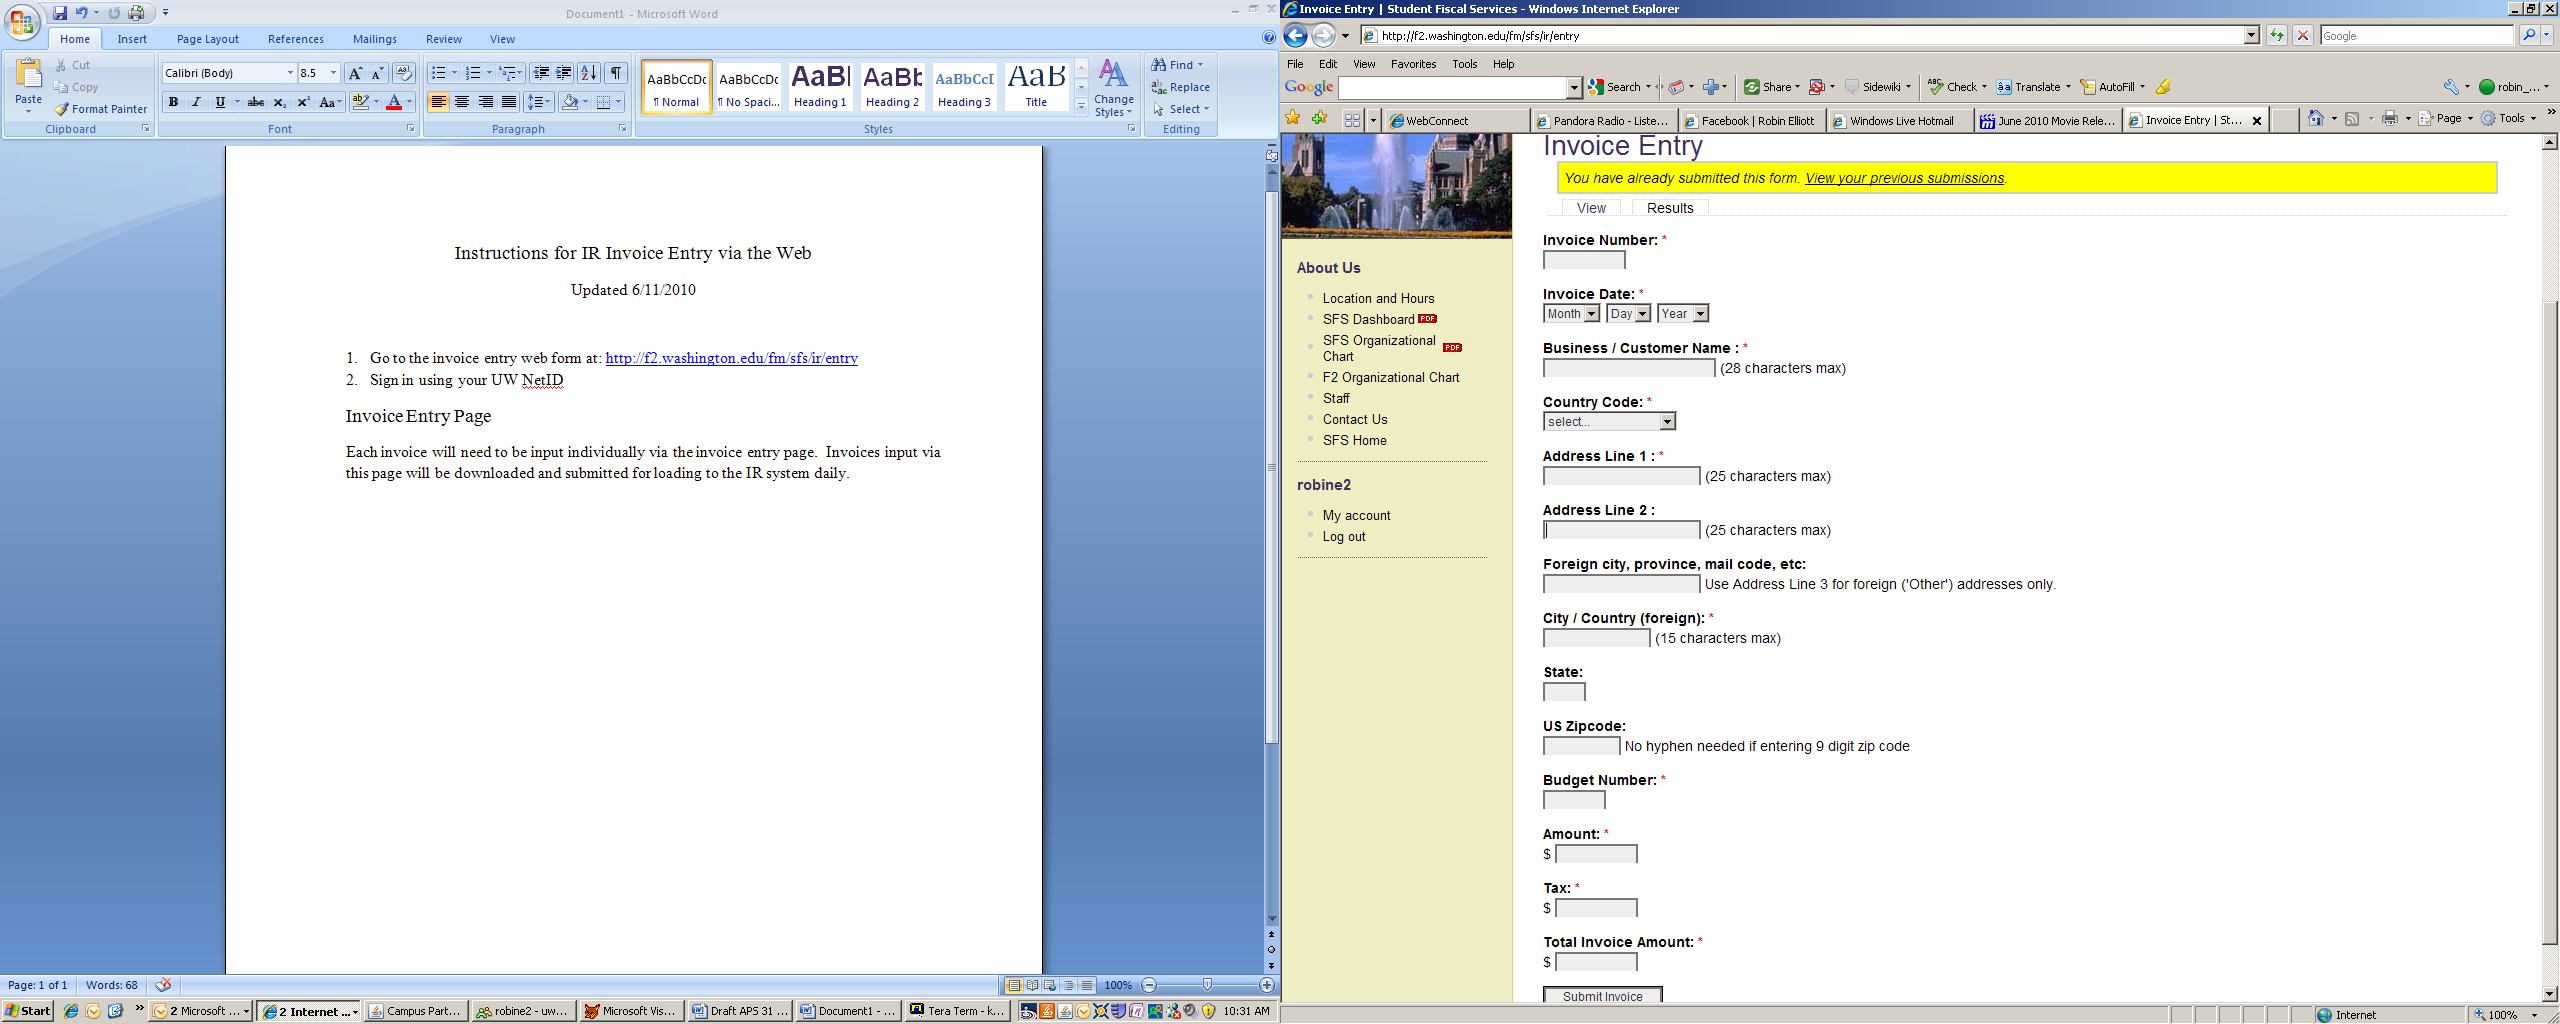 Document1 - Microsoft Word
Home Insert Page Layout References Mailings Review View
Paste
Cut
Copy
Format Painter
Clipboard
Calibri (Body) 8.5
Font
Paragraph
AaBbCcDc AaBbCcDc AaBl AaBb AaBbCcI AaB
¶ Normal ¶ No Spaci... Heading 1 Heading 2 Heading 3 Title
Change Styles
Styles
Find
Replace
Select
Editing
Instructions for IR Invoice Entry via the Web
Updated 6/11/2010
1. Go to the invoice entry web form at: http://f2.washington.edu/fm/sfs/ir/entry
2. Sign in using your UW NetID
Invoice Entry Page
Each invoice will need to be input individually via the invoice entry page. Invoices input via
this page will be downloaded and submitted for loading to the IR system daily.
Page: 1 of 1 Words: 68 100%
Start 2 Microsoft ... 2 Internet ... Campus Part... robine2 - uw... Microsoft Vis... Draft APS 31 ... Document1 - ... Tera Term - k... 10:31 AM
Invoice Entry | Student Fiscal Services - Windows Internet Explorer
http://f2.washington.edu/fm/sfs/ir/entry Google
File Edit View Favorites Tools Help
Google Search Share Sidewiki Check Translate AutoFill robin_...
WebConnect Pandora Radio - Liste... Facebook | Robin Elliott Windows Live Hotmail June 2010 Movie Rele... Invoice Entry | St... Page Tools
About Us
Location and Hours
SFS Dashboard PDF
SFS Organizational
Chart PDF
F2 Organizational Chart
Staff
Contact Us
SFS Home
robine2
My account
Log out
Invoice Entry
You have already submitted this form. View your previous submissions.
View Results
Invoice Number: *
Invoice Date: *
Month Day Year
Business / Customer Name : *
(28 characters max)
Country Code: *
select...
Address Line 1 : *
(25 characters max)
Address Line 2 :
(25 characters max)
Foreign city, province, mail code, etc:
Use Address Line 3 for foreign ('Other') addresses only.
City / Country (foreign): *
(15 characters max)
State:
US Zipcode:
No hyphen needed if entering 9 digit zip code
Budget Number: *
Amount: *
$
Tax: *
$
Total Invoice Amount: *
$
Submit Invoice
Internet 100%